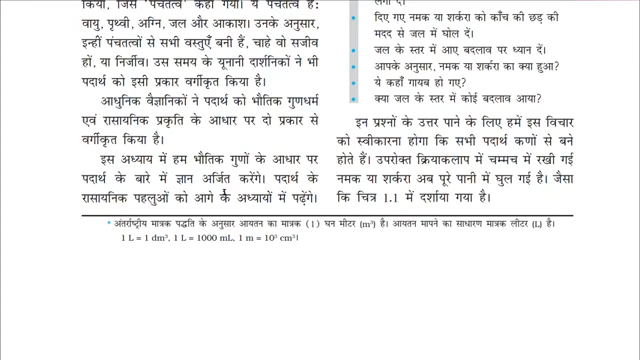 किया, जिसे 'पंचतत्व' कहा गया। ये पंचतत्व हैं:
वायु, पृथ्वी, अग्नि, जल और आकाश। उनके अनुसार,
इन्हीं पंचतत्वों से सभी वस्तुएँ बनी हैं, चाहे वो सजीव
हों, या निर्जीव। उस समय के यूनानी दार्शनिकों ने भी
पदार्थ को इसी प्रकार वर्गीकृत किया है।
आधुनिक वैज्ञानिकों ने पदार्थ को भौतिक गुणधर्म
एवं रासायनिक प्रकृति के आधार पर दो प्रकार से
वर्गीकृत किया है।
इस अध्याय में हम भौतिक गुणों के आधार पर
पदार्थ के बारे में ज्ञान अर्जित करेंगे। पदार्थ के
रासायनिक पहलुओं को आगे के अध्यायों में पढ़ेंगे।
लगा दें।
• दिए गए नमक या शर्करा को काँच की छड़ की
मदद से जल में घोल दें।
• जल के स्तर में आए बदलाव पर ध्यान दें।
• आपके अनुसार, नमक या शर्करा का क्या हुआ?
• ये कहाँ गायब हो गए?
• क्या जल के स्तर में कोई बदलाव आया?
इन प्रश्नों के उत्तर पाने के लिए हमें इस विचार
को स्वीकारना होगा कि सभी पदार्थ कणों से बने
होते हैं। उपरोक्त क्रियाकलाप में चम्मच में रखी गई
नमक या शर्करा अब पूरे पानी में घुल गई है। जैसा
कि चित्र 1.1 में दर्शाया गया है।
* अंतर्राष्ट्रीय मात्रक पद्धति के अनुसार आयतन का मात्रक (1) घन मीटर (m³) है। आयतन मापने का साधारण मात्रक लीटर (L) है।
1 L = 1 dm³, 1 L = 1000 mL, 1 m = 10³ cm³।